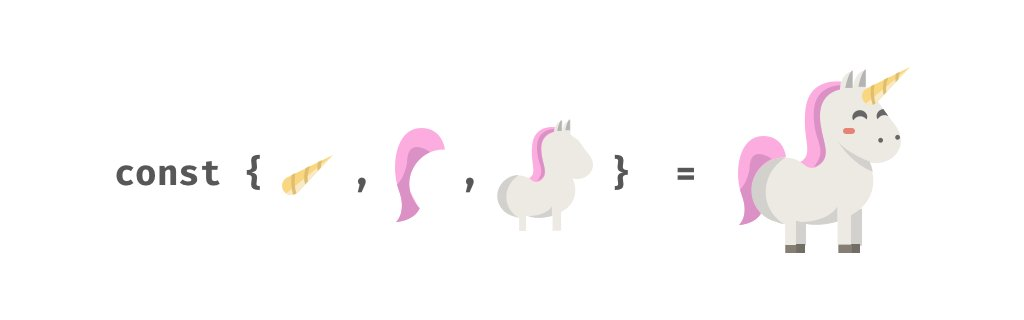 const { , , } =